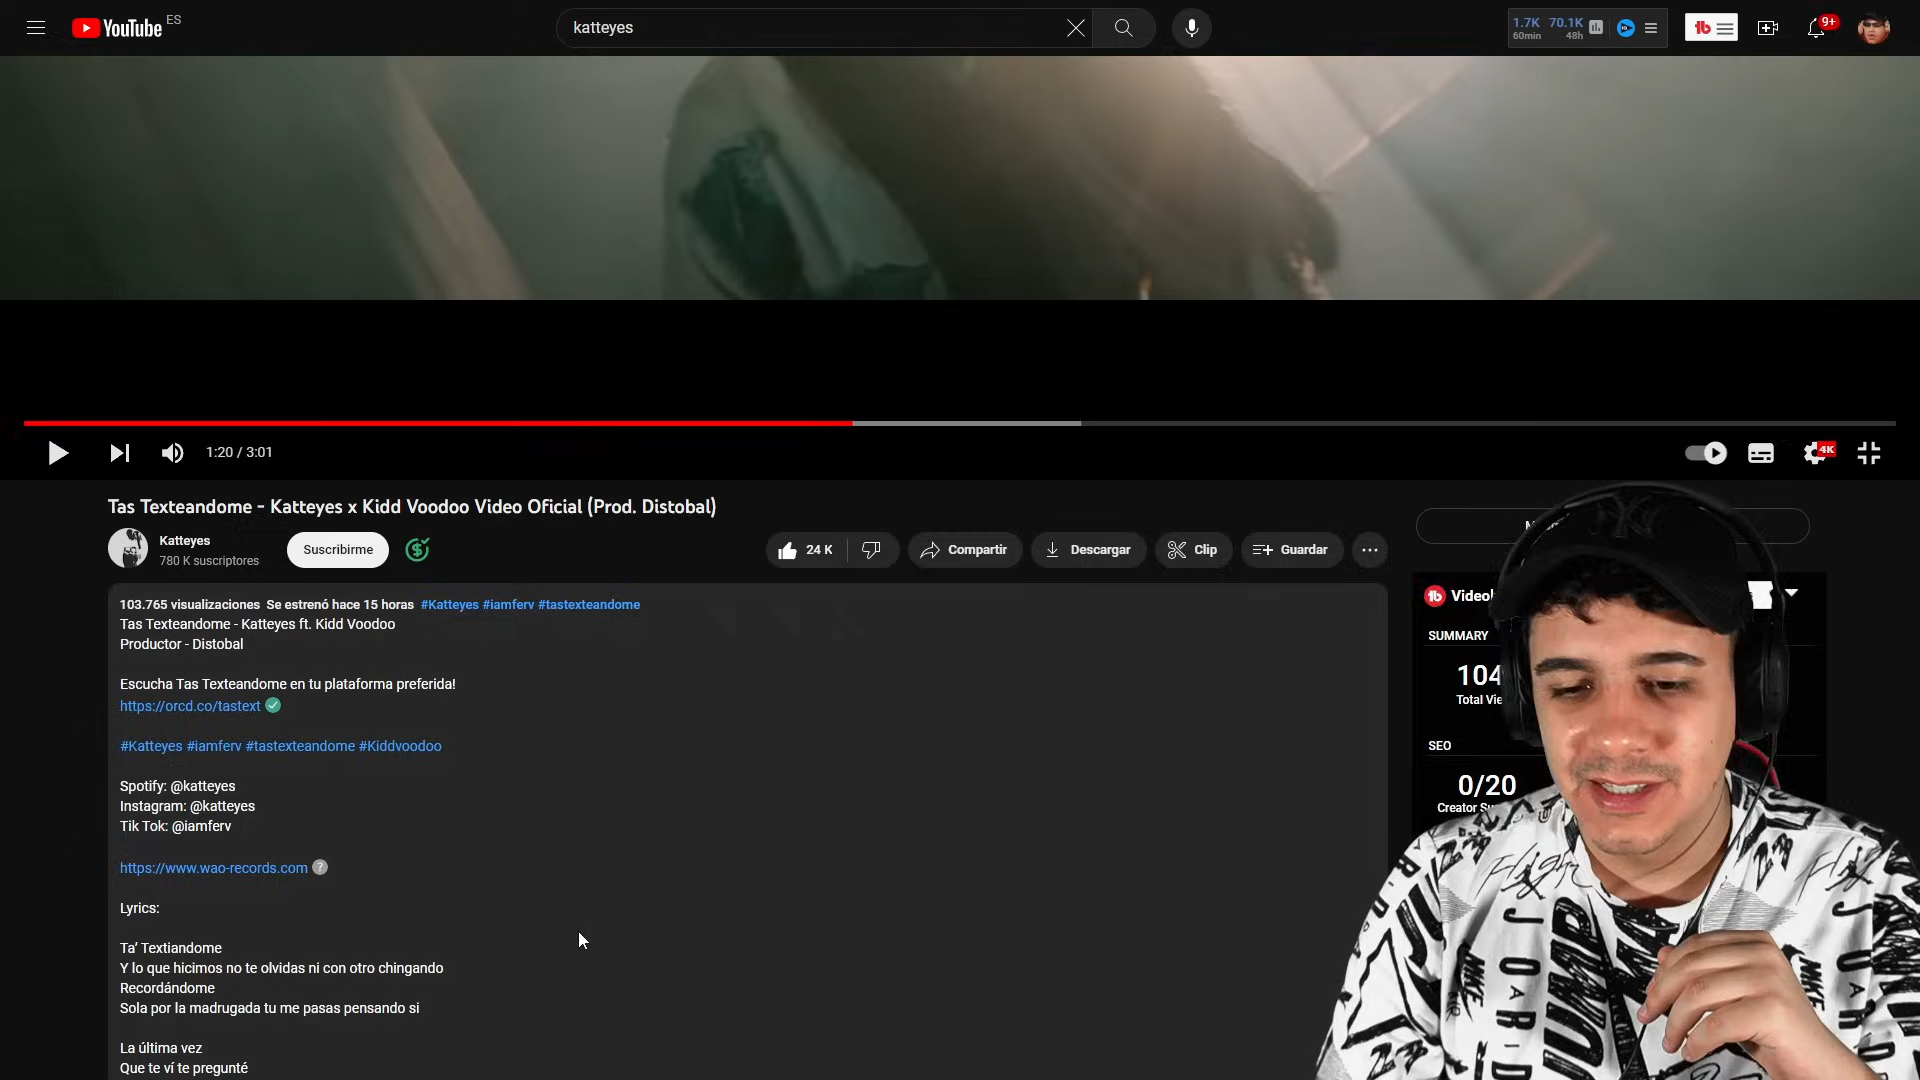 YouTube ES
katteyes
1.7K 60min 70.1K 48h
9+
1:20 / 3:01
4K
Tas Texteandome - Katteyes x Kidd Voodoo Video Oficial (Prod. Distobal)
Katteyes
780 K suscriptores
Suscribirme
24 K
Compartir
Descargar
Clip
Guardar
103.765 visualizaciones Se estrenó hace 15 horas #Katteyes #iamferv #tastexteandome
Tas Texteandome - Katteyes ft. Kidd Voodoo
Productor - Distobal
Escucha Tas Texteandome en tu plataforma preferida!
https://orcd.co/tastext
#Katteyes #iamferv #tastexteandome #Kiddvoodoo
Spotify: @katteyes
Instagram: @katteyes
Tik Tok: @iamferv
https://www.wao-records.com
Lyrics:
Ta’ Textiandome
Y lo que hicimos no te olvidas ni con otro chingando
Recordándome
Sola por la madrugada tu me pasas pensando si
La última vez
Que te ví te pregunté
SUMMARY
104
Total Vie
SEO
0/20
Flight
NIKE